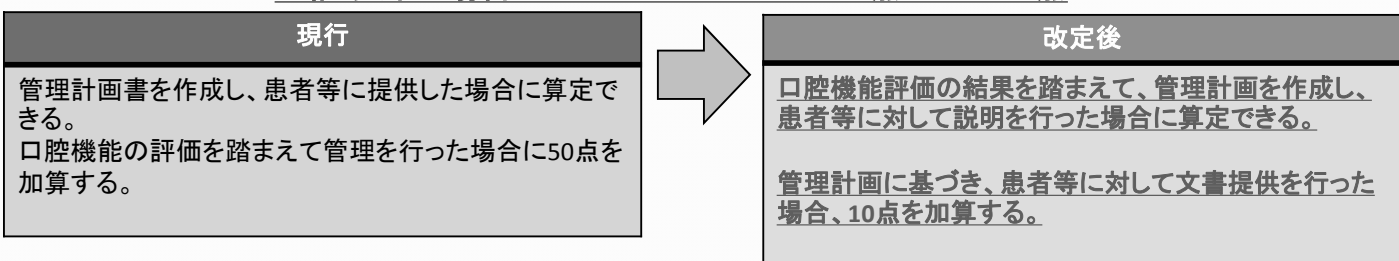 現行
管理計画書を作成し、患者等に提供した場合に算定で
きる。
口腔機能の評価を踏まえて管理を行った場合に50点を
加算する。
改定後
口腔機能評価の結果を踏まえて、管理計画を作成し、
患者等に対して説明を行った場合に算定できる。
管理計画に基づき、患者等に対して文書提供を行った
場合、10点を加算する。